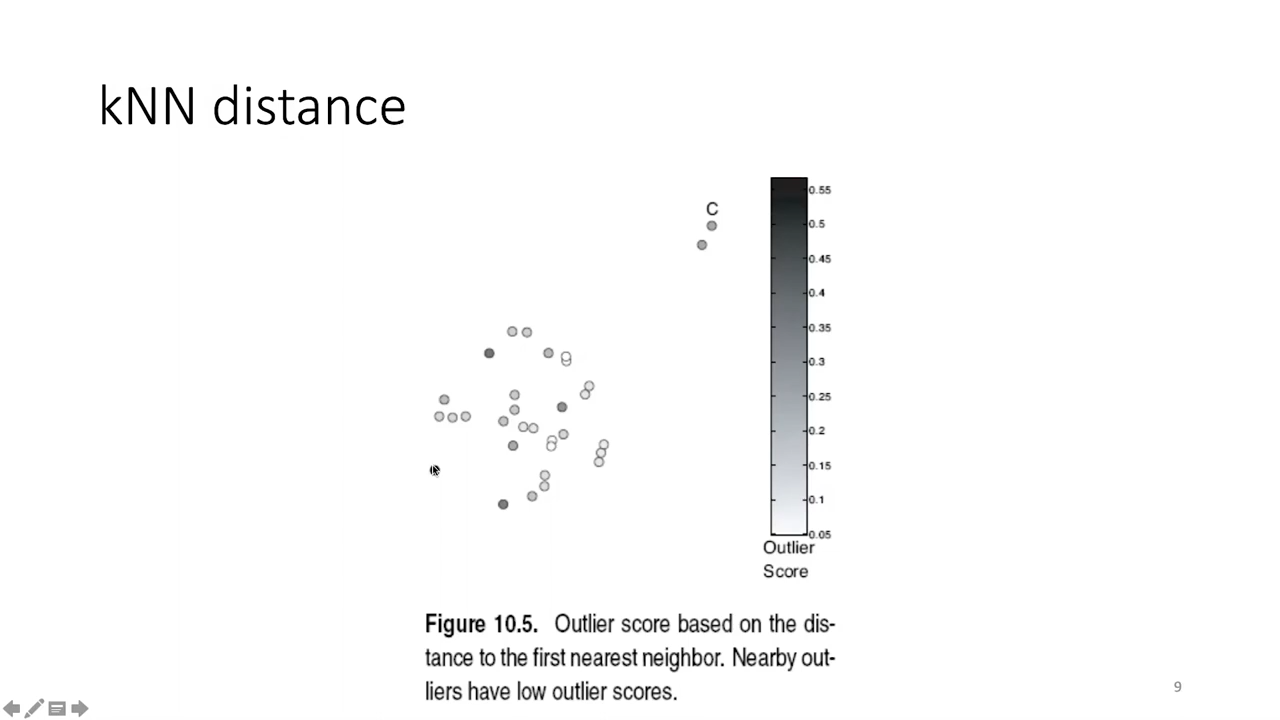 kNN distance
C
0.55
0.5
0.45
0.4
0.35
0.3
0.25
0.2
0.15
0.1
0.05
Outlier
Score
Figure 10.5. Outlier score based on the dis-
tance to the first nearest neighbor. Nearby out-
liers have low outlier scores.
9